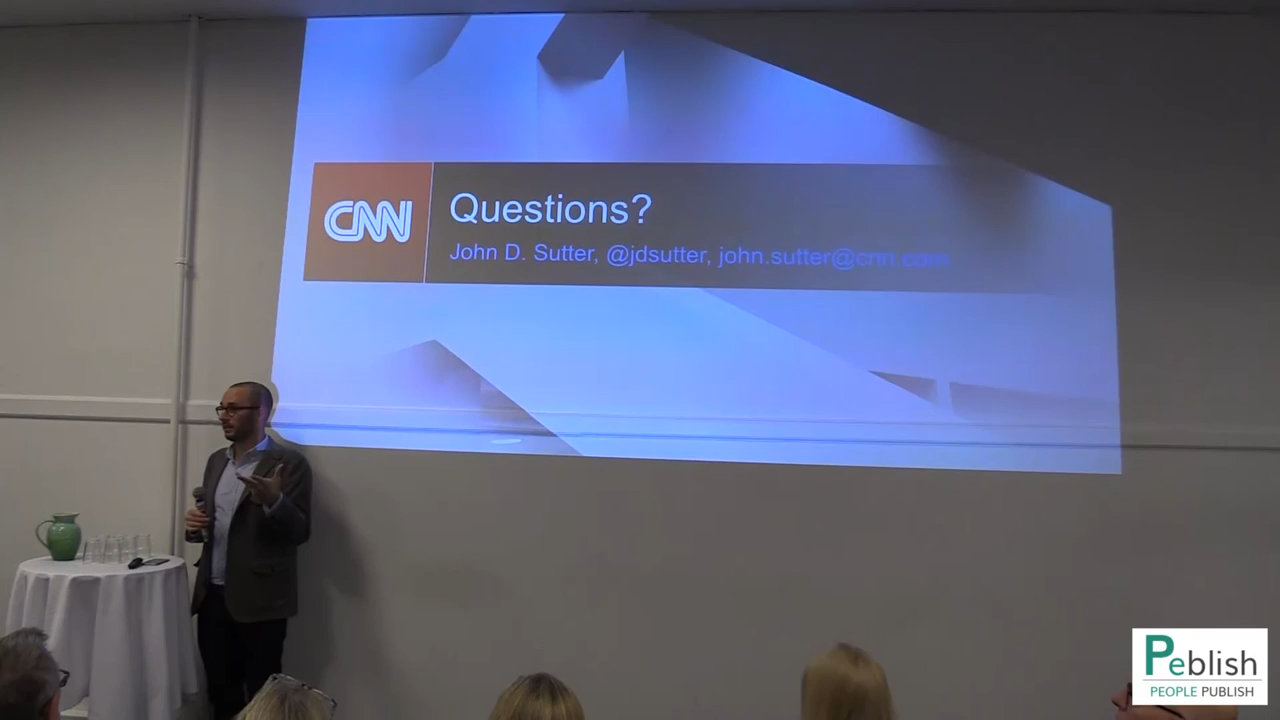 CNN
Questions?
John D. Sutter, @jdsutter, john.sutter@cnn.com
Peblish
PEOPLE PUBLISH